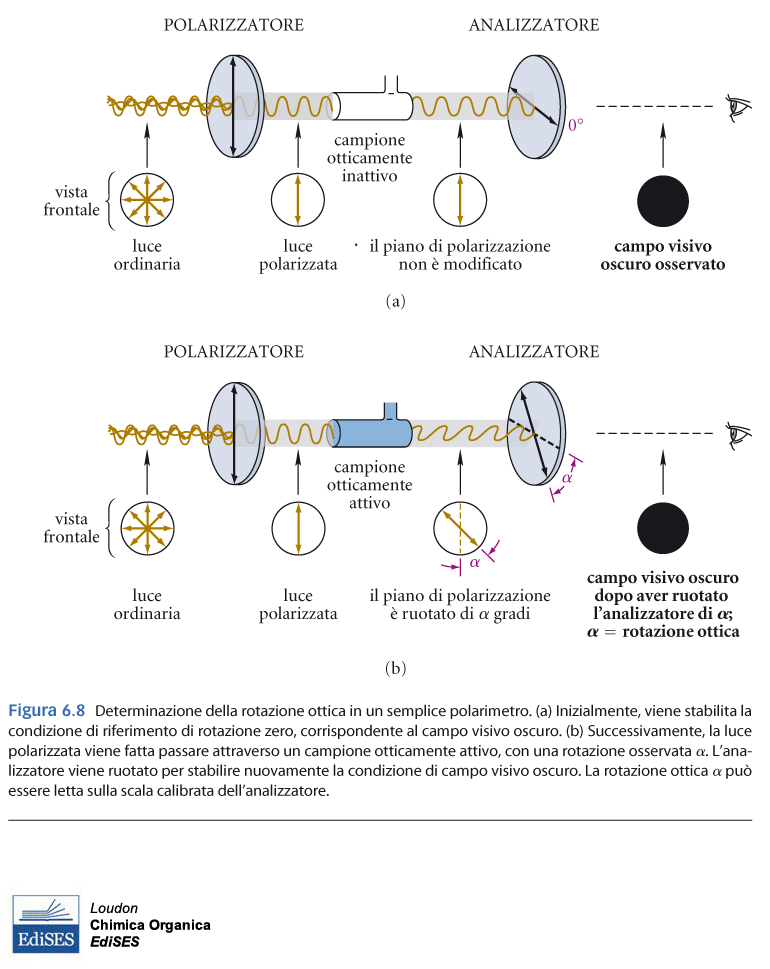 POLARIZZATORE
ANALIZZATORE
0°
campione
otticamente
inattivo
vista
frontale
luce
ordinaria
luce
polarizzata
il piano di polarizzazione
non è modificato
campo visivo
oscuro osservato
(a)
POLARIZZATORE
ANALIZZATORE
campione
otticamente
attivo
α
vista
frontale
α
luce
ordinaria
luce
polarizzata
il piano di polarizzazione
è ruotato di α gradi
campo visivo oscuro
dopo aver ruotato
l'analizzatore di α;
α = rotazione ottica
(b)
Figura 6.8 Determinazione della rotazione ottica in un semplice polarimetro. (a) Inizialmente, viene stabilita la
condizione di riferimento di rotazione zero, corrispondente al campo visivo oscuro. (b) Successivamente, la luce
polarizzata viene fatta passare attraverso un campione otticamente attivo, con una rotazione osservata α. L'ana-
lizzatore viene ruotato per stabilire nuovamente la condizione di campo visivo oscuro. La rotazione ottica α può
essere letta sulla scala calibrata dell'analizzatore.
EdiSES
Loudon
Chimica Organica
EdiSES